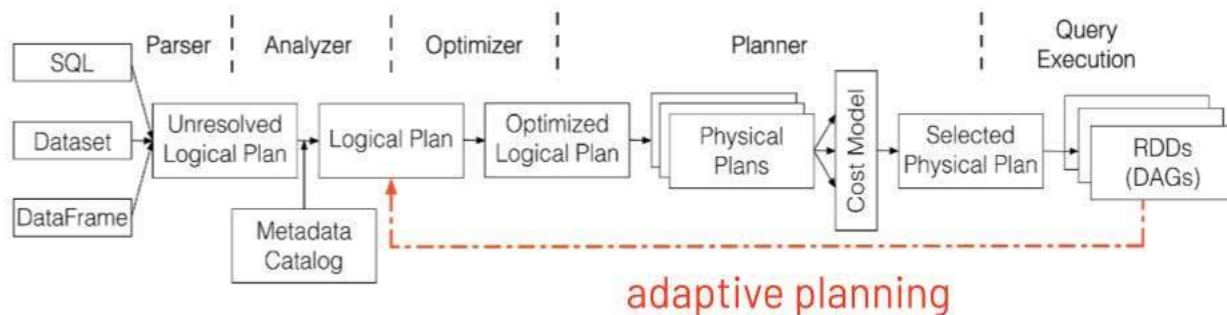 Parser
Analyzer
Optimizer
Planner
Query
Execution
SQL
Dataset
DataFrame
Unresolved
Logical Plan
Metadata
Catalog
Logical Plan
Optimized
Logical Plan
Physical
Plans
Cost Model
Selected
Physical Plan
RDDs
(DAGs)
adaptive planning